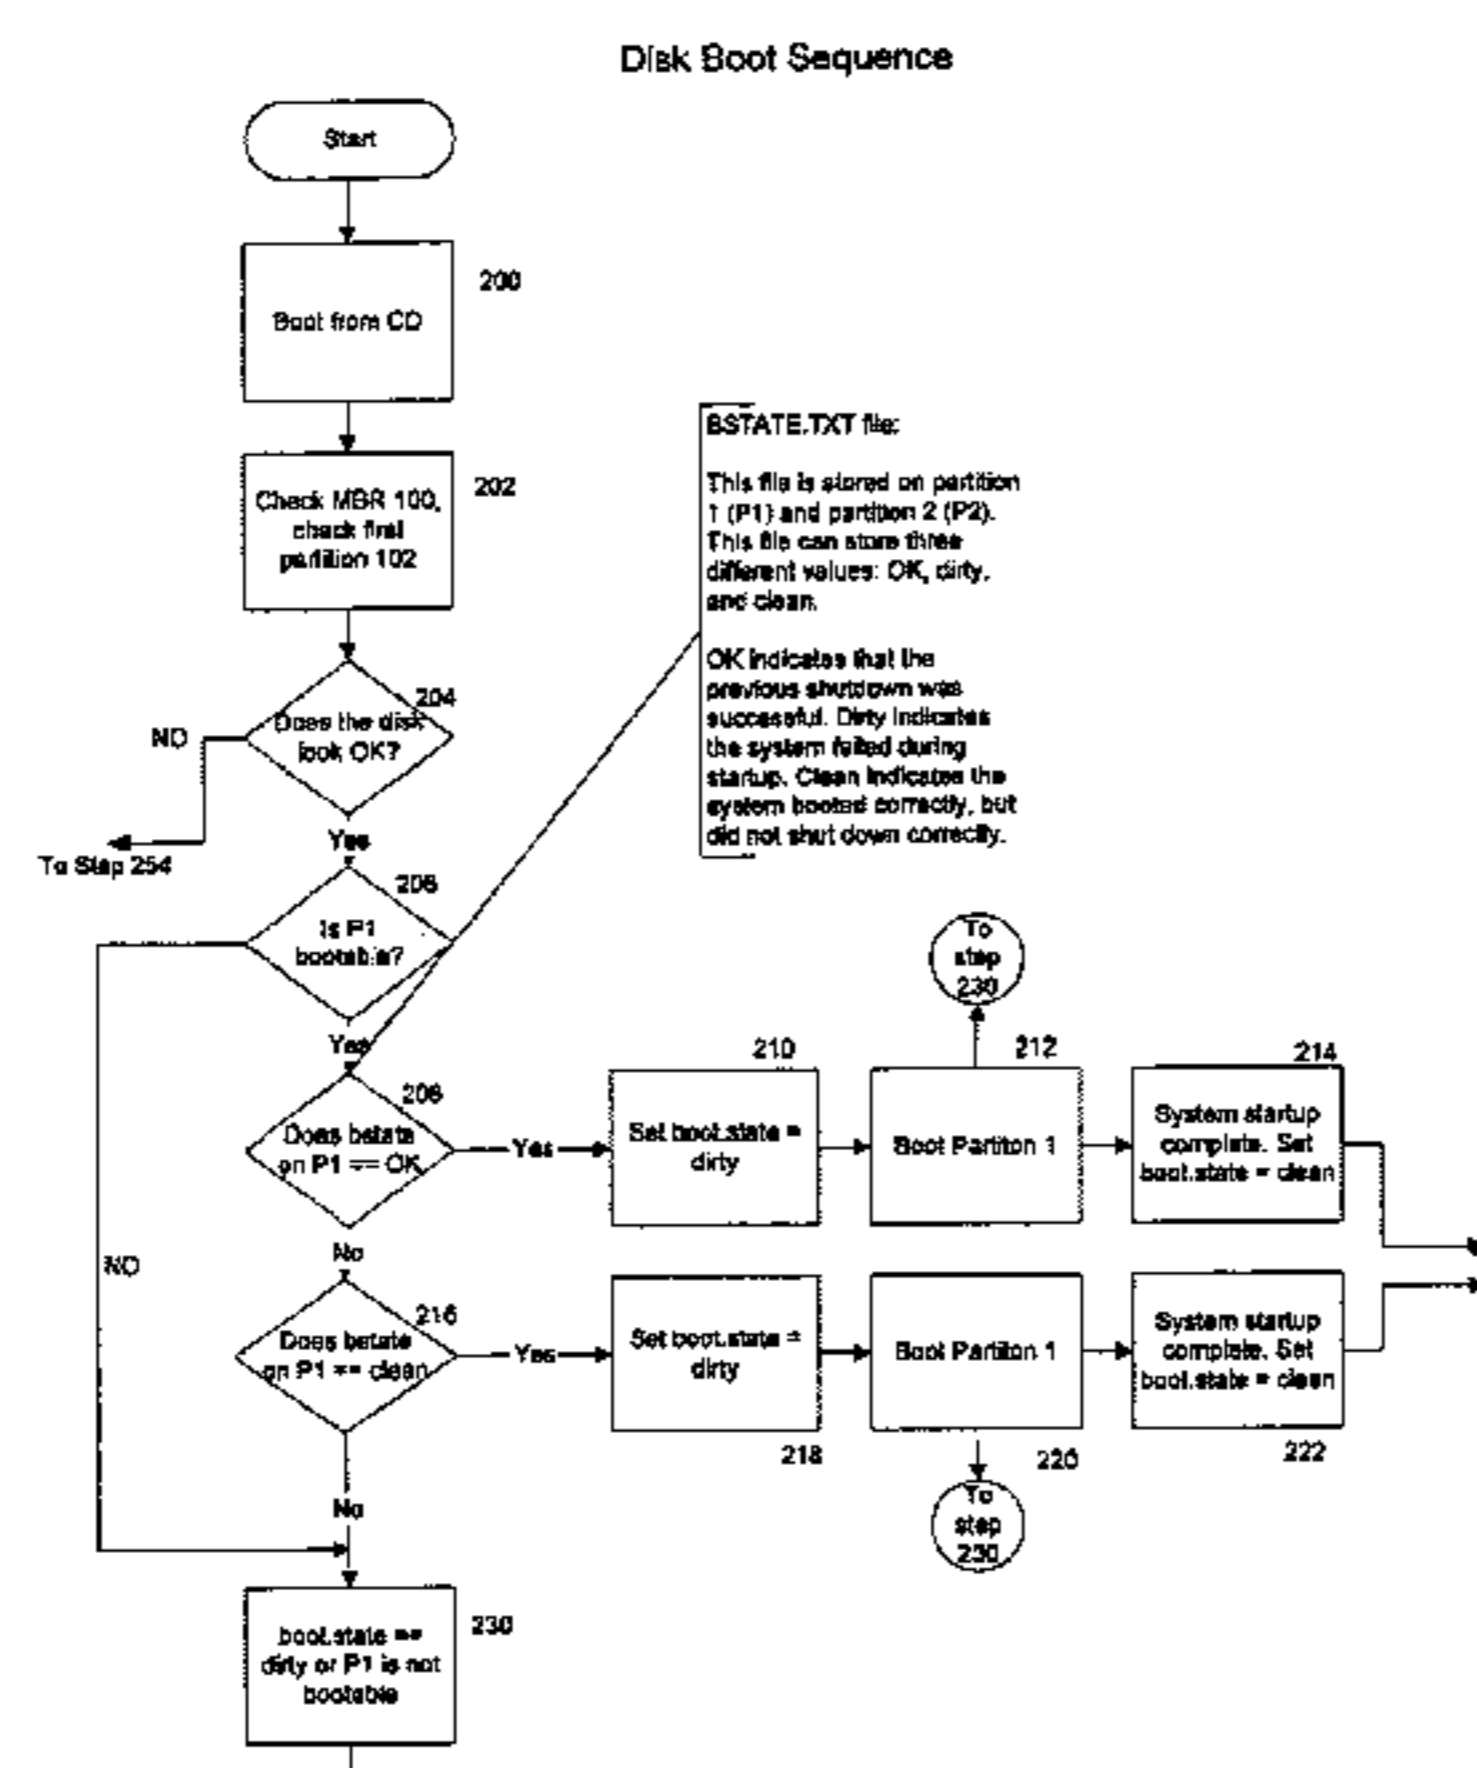 Disk Boot Sequence
Start
200
Boot from CD
202
Check MBR 100,
check first
partition 102
BSTATE.TXT file:
This file is stored on partition
1 (P1) and partition 2 (P2).
This file can store three
different values: OK, dirty,
and clean.
OK indicates that the
previous shutdown was
successful. Dirty indicates
the system failed during
startup. Clean indicates the
system booted correctly, but
did not shut down correctly.
204
Does the disk
look OK?
NO
To Step 254
Yes
206
Is P1
bootable?
NO
Yes
208
Does bstate
on P1 == OK
Yes
210
Set boot.state =
dirty
212
Boot Partiton 1
To
step
230
214
System startup
complete. Set
boot.state = clean
No
216
Does bstate
on P1 == clean
Yes
Set boot.state =
dirty
218
Boot Partiton 1
220
To
step
230
System startup
complete. Set
boot.state = clean
222
No
230
boot.state ==
dirty or P1 is not
bootable